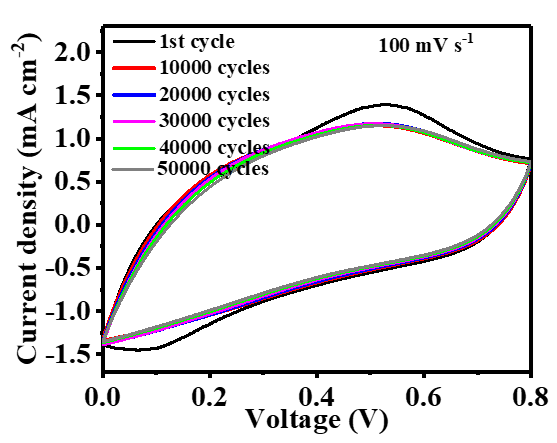 1st cycle
100 mV s-1
10000 cycles
20000 cycles
30000 cycles
40000 cycles
50000 cycles
Current density (mA cm-2)
2.0
1.5
1.0
0.5
0.0
-0.5
-1.0
-1.5
0.0 0.2 0.4 0.6 0.8
Voltage (V)